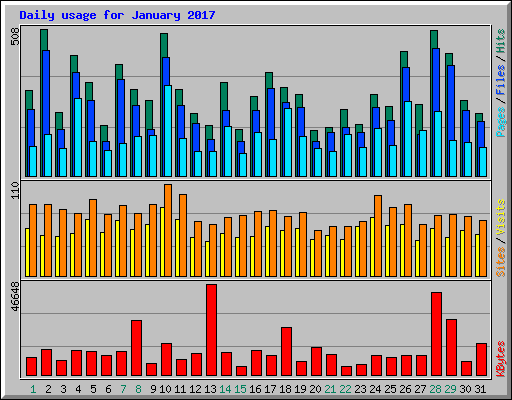 Daily usage for January 2017
508
Pages / Files / Hits
110
Sites / Visits
46648
KBytes
1 2 3 4 5 6 7 8 9 10 11 12 13 14 15 16 17 18 19 20 21 22 23 24 25 26 27 28 29 30 31